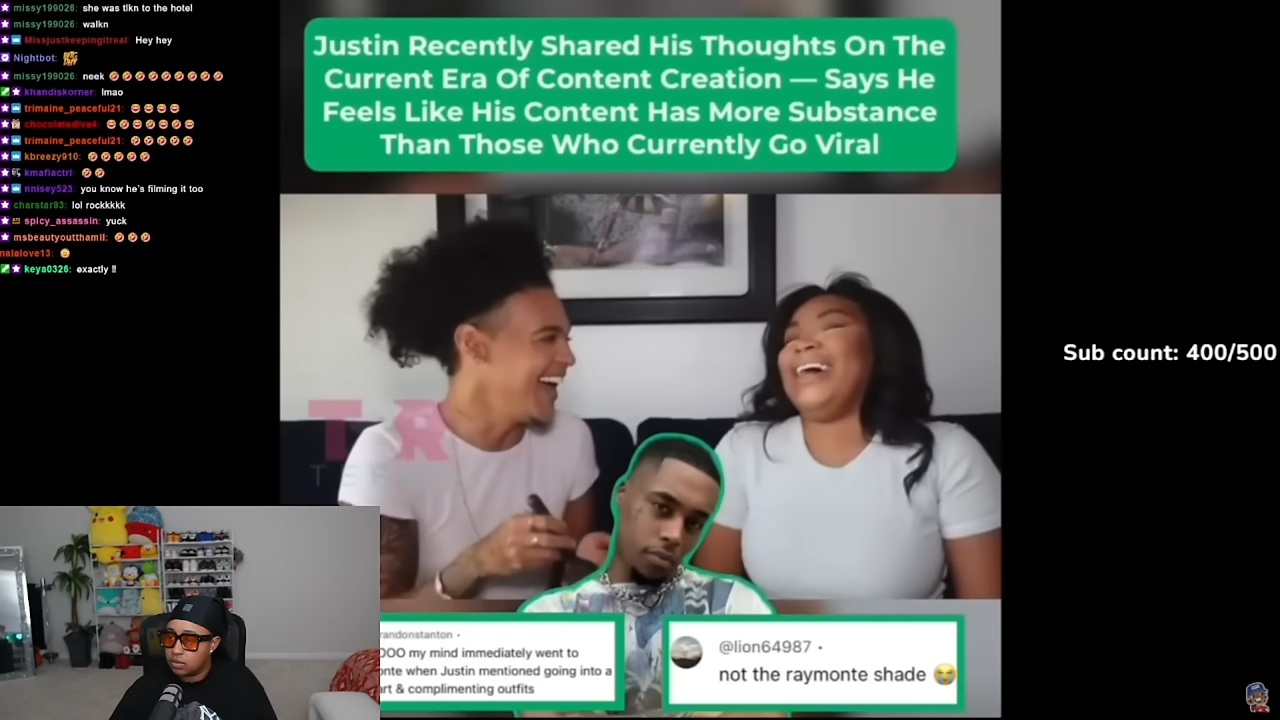 missy199026: she was tlkn to the hotel
missy199026: walkn
Missjustkeepingitreal: Hey hey
Nightbot:
missy199026: neek 🤣🤣🤣🤣🤣🤣🤣🤣🤣
khandiskorner: lmao
trimaine_peaceful21: 😂😂😂😂
chocolatediva4: 😂🤣😂🤣😂🤣😂
trimaine_peaceful21: 🤣🤣🤣🤣🤣
kbreezy910: 🤣🤣🤣🤣🤣
kmafiactrl: 🤣🤣
nnisey523: you know he's filming it too
charstar93: lol rockkkkk
spicy_assassin: yuck
msbeautyoutthamil: 🤣🤣🤣
nalalove13:
keya0326: exactly !!
Justin Recently Shared His Thoughts On The
Current Era Of Content Creation — Says He
Feels Like His Content Has More Substance
Than Those Who Currently Go Viral
T R
T
Sub count: 400/500
randonstanton ·
OOO my mind immediately went to
onte when Justin mentioned going into a
art & complimenting outfits
@lion64987 ·
not the raymonte shade 😭